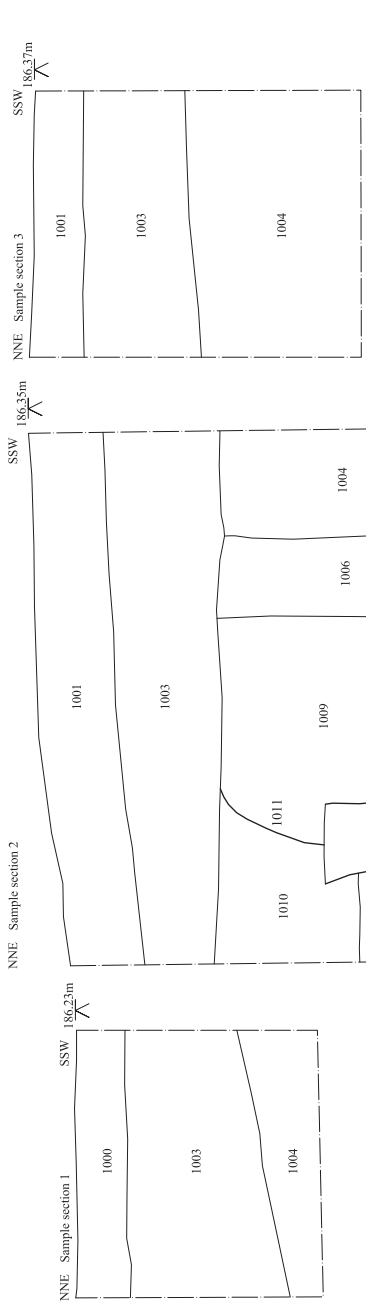 NNE Sample section 1 SSW
186.23m
1000
1003
1004
NNE Sample section 2 SSW
186.35m
1001
1003
1010
1011
1009
1006
1004
NNE Sample section 3 SSW
186.37m
1001
1003
1004